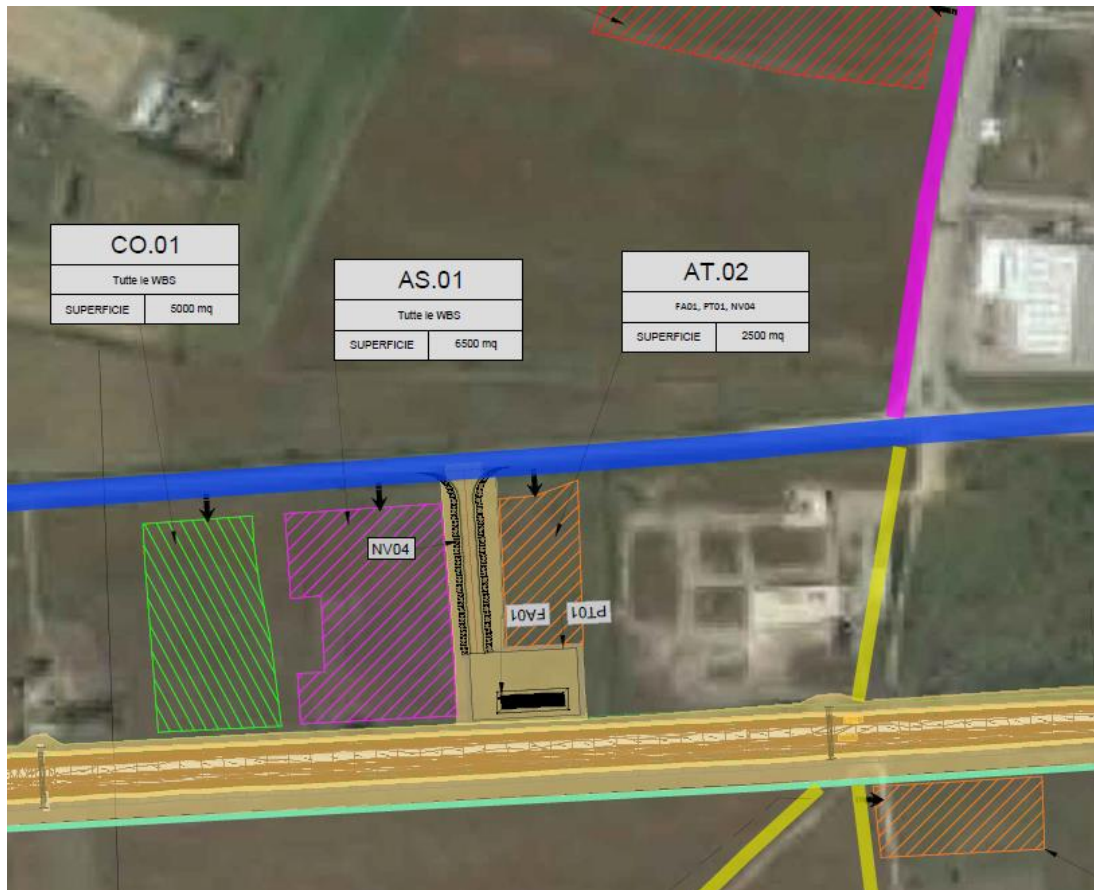 CO.01
Tutte le WBS
SUPERFICIE 5000 mq
AS.01
Tutte le WBS
SUPERFICIE 6500 mq
AT.02
FA01, PT01, NV04
SUPERFICIE 2500 mq
NV04
FA01
PT01